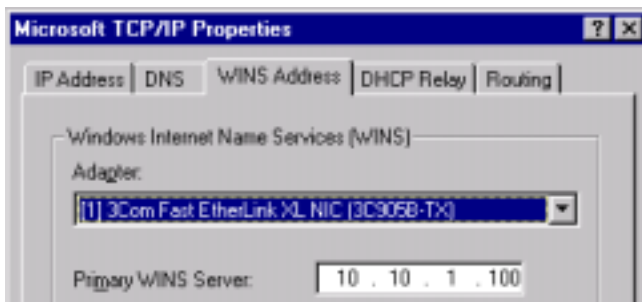 Microsoft TCP/IP Properties
IP Address DNS WINS Address DHCP Relay Routing
Windows Internet Name Services (WINS)
Adapter:
[1] 3Com Fast EtherLink XL NIC (3C905B-TX)
Primary WINS Server: 10 . 10 . 1 . 100